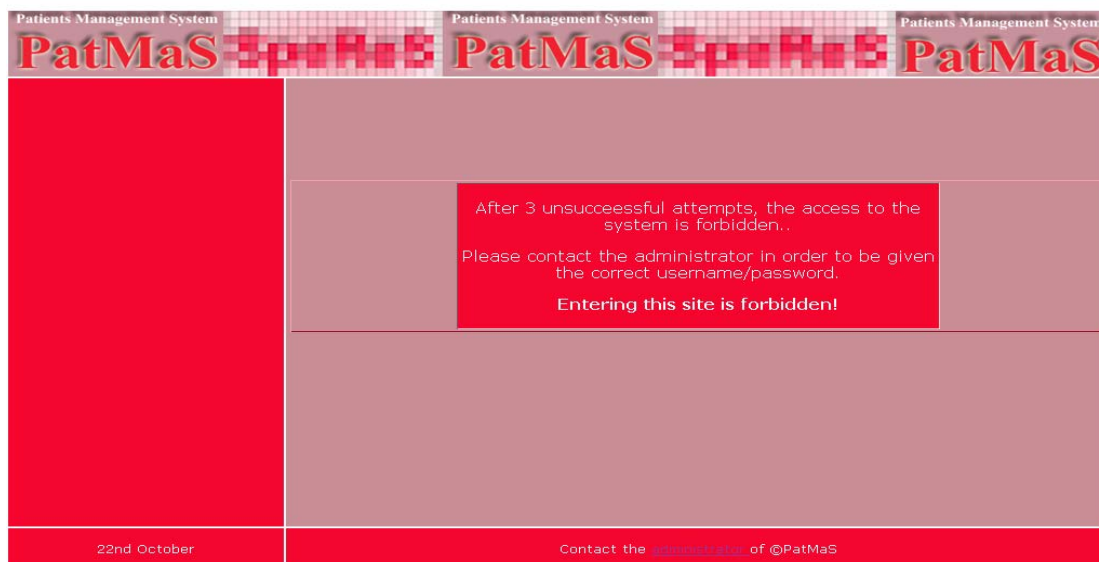 Patients Management System
PatMaS
Patients Management System
PatMaS
Patients Management System
PatMaS
After 3 unsucceessful attempts, the access to the
system is forbidden..
Please contact the administrator in order to be given
the correct username/password.
Entering this site is forbidden!
22nd October
Contact the administrator of ©PatMaS